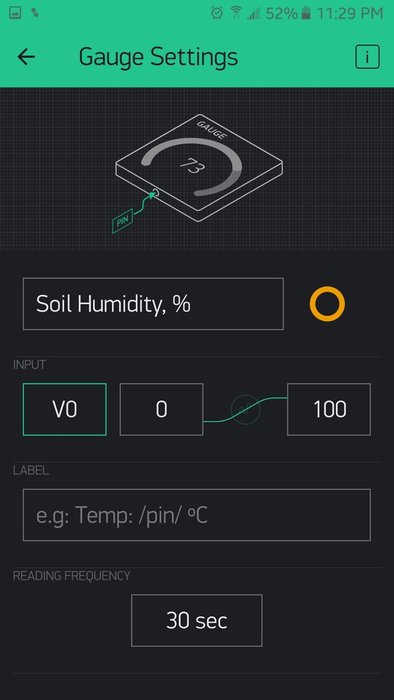 52% 11:29 PM
Gauge Settings
i
GAUGE
73
PIN
Soil Humidity, %
INPUT
V0 0 100
LABEL
e.g: Temp: /pin/ ºC
READING FREQUENCY
30 sec